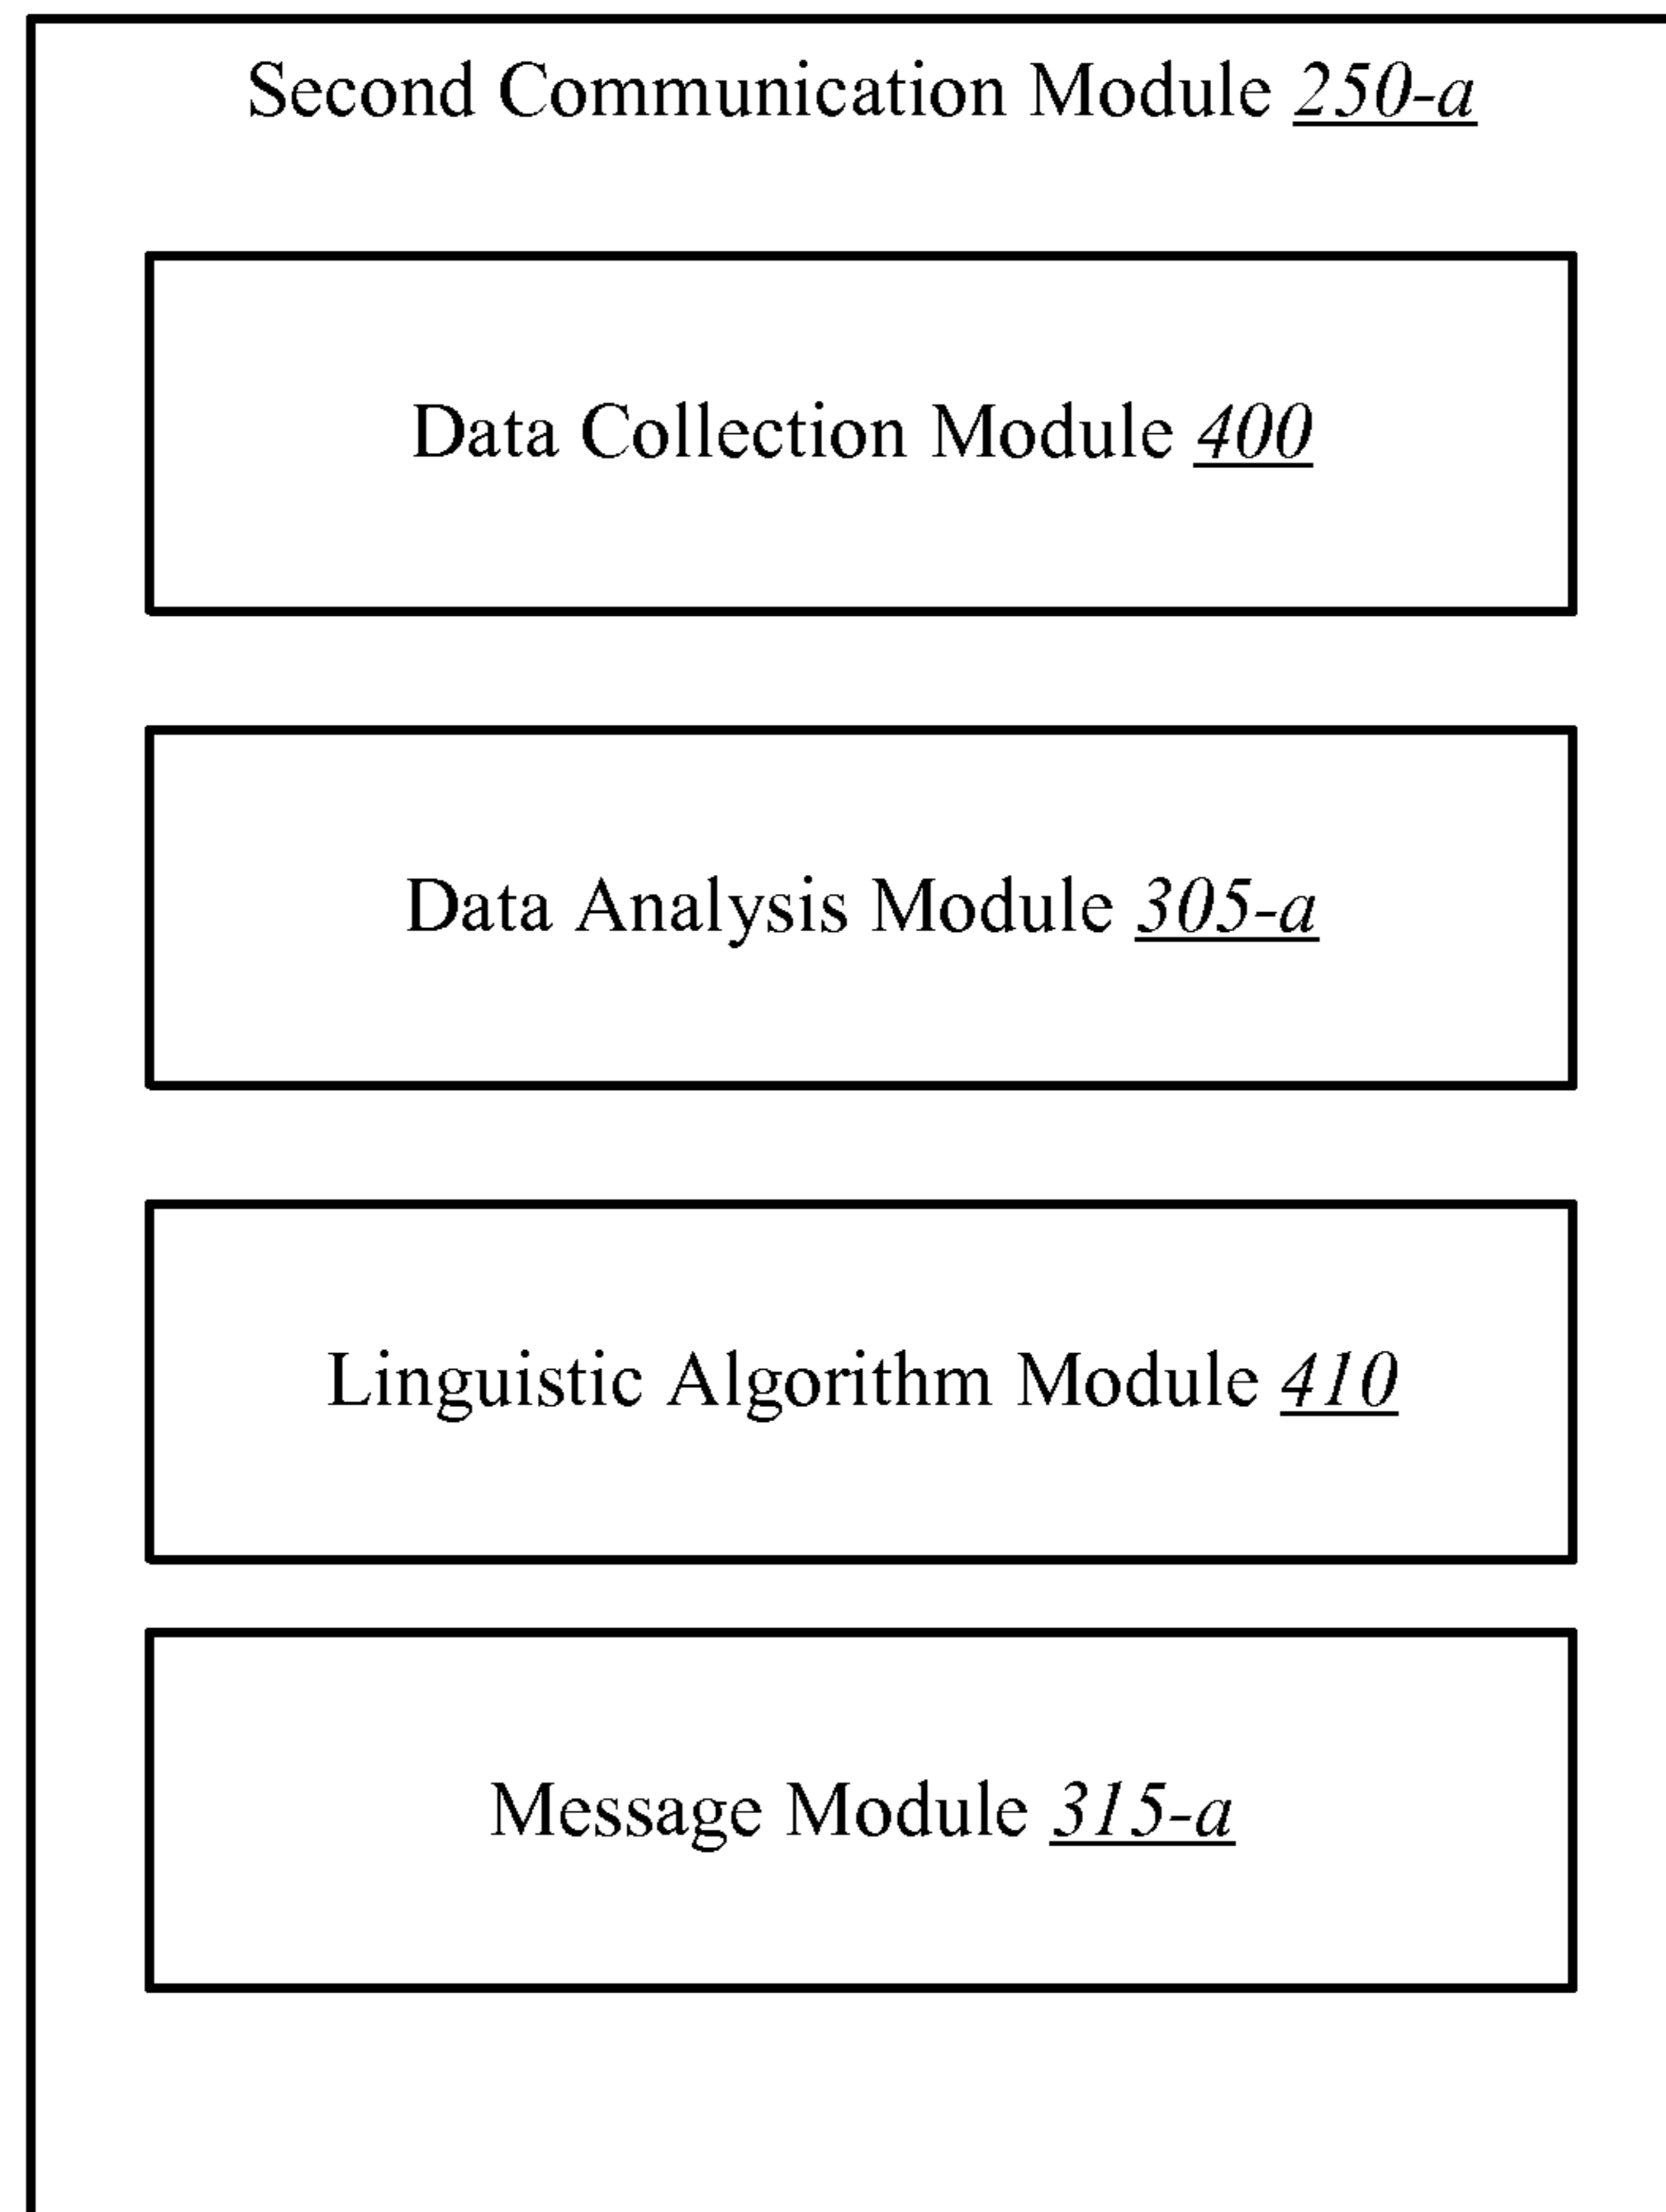 Second Communication Module 250-a
Data Collection Module 400
Data Analysis Module 305-a
Linguistic Algorithm Module 410
Message Module 315-a